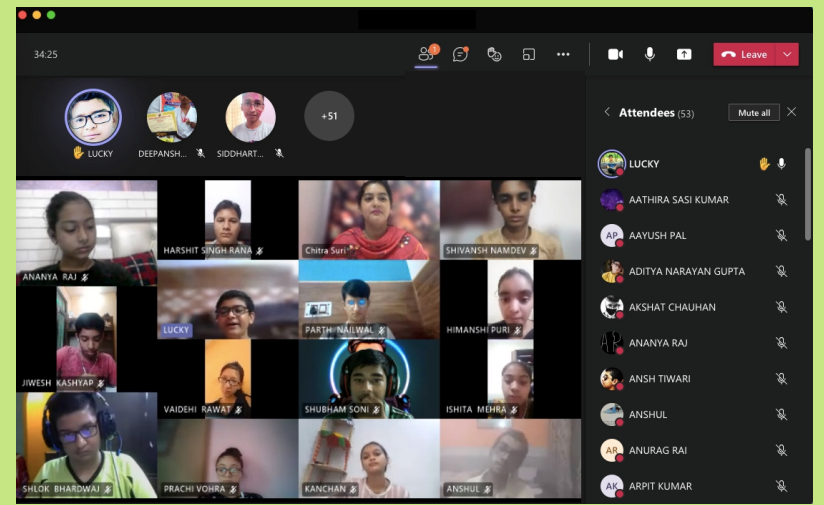 34:25
1
Leave
+51
LUCKY
DEEPANSH...
SIDDHART...
Attendees (53)
Mute all
LUCKY
AATHIRA SASI KUMAR
AP
AAYUSH PAL
ADITYA NARAYAN GUPTA
AKSHAT CHAUHAN
AR
ANANYA RAJ
ANSH TIWARI
ANSHUL
AR
ANURAG RAI
AK
ARPIT KUMAR
ANANYA RAJ
HARSHIT SINGH RANA
Chitra Suri
SHIVANSH NAMDEV
JIWESH KASHYAP
LUCKY
PARTH NAILWAL
HIMANSHI PURI
VAIDEHI RAWAT
SHUBHAM SONI
ISHITA MEHRA
SHLOK BHARDWAJ
PRACHI VOHRA
KANCHAN
ANSHUL